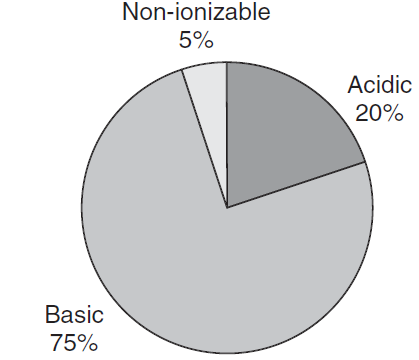 Non-ionizable
5%
Acidic
20%
Basic
75%